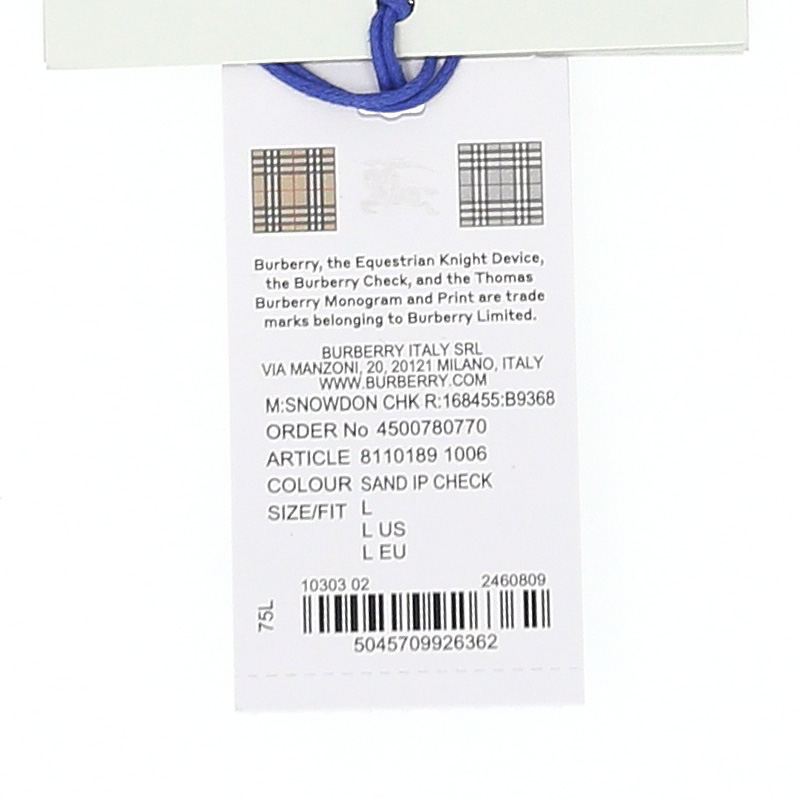 Burberry, the Equestrian Knight Device,
the Burberry Check, and the Thomas
Burberry Monogram and Print are trade
marks belonging to Burberry Limited.
BURBERRY ITALY SRL
VIA MANZONI, 20, 20121 MILANO, ITALY
WWW.BURBERRY.COM
M:SNOWDON CHK R:168455:B9368
ORDER No 4500780770
ARTICLE 8110189 1006
COLOUR SAND IP CHECK
SIZE/FIT L
L US
L EU
10303 02 2460809
75L
5045709926362